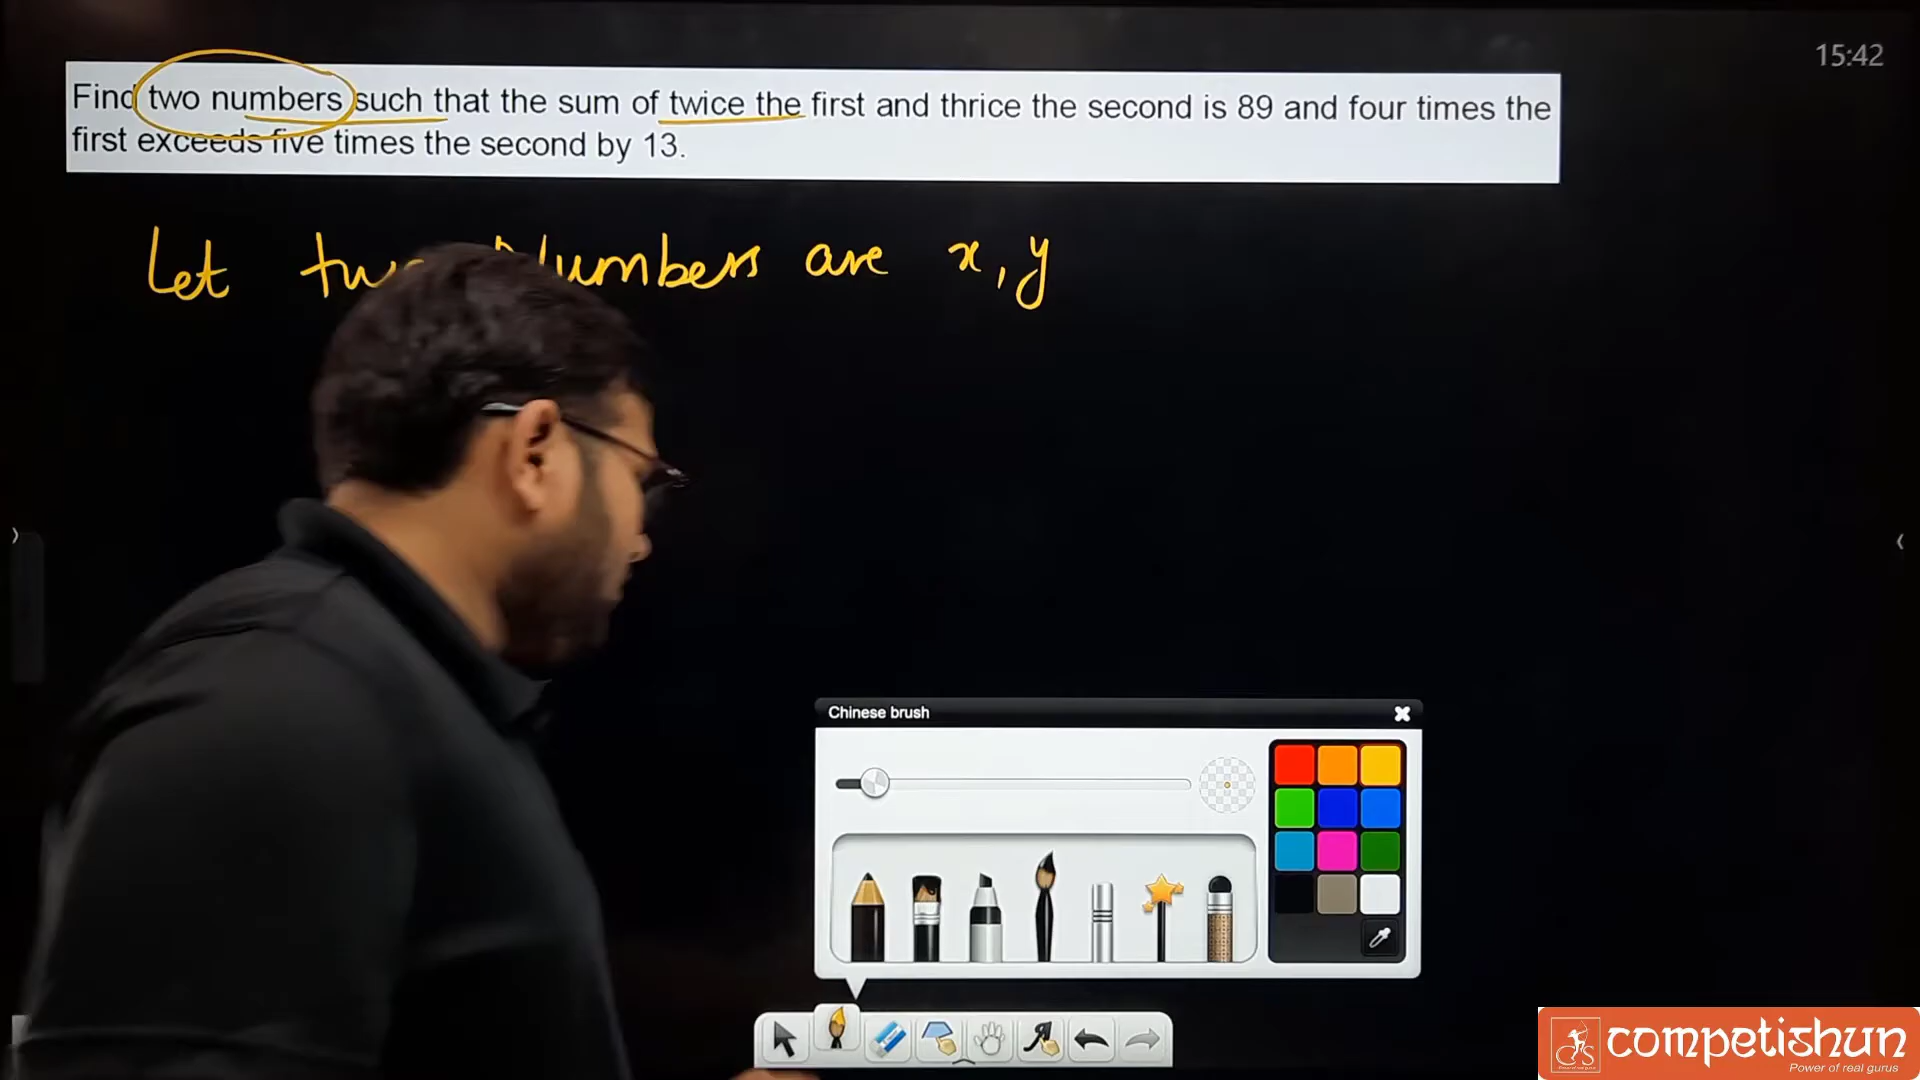 15:42
Find two numbers such that the sum of twice the first and thrice the second is 89 and four times the
first exceeds five times the second by 13.
Let two Numbers are x, y
Chinese brush
competishun
Power of real gurus